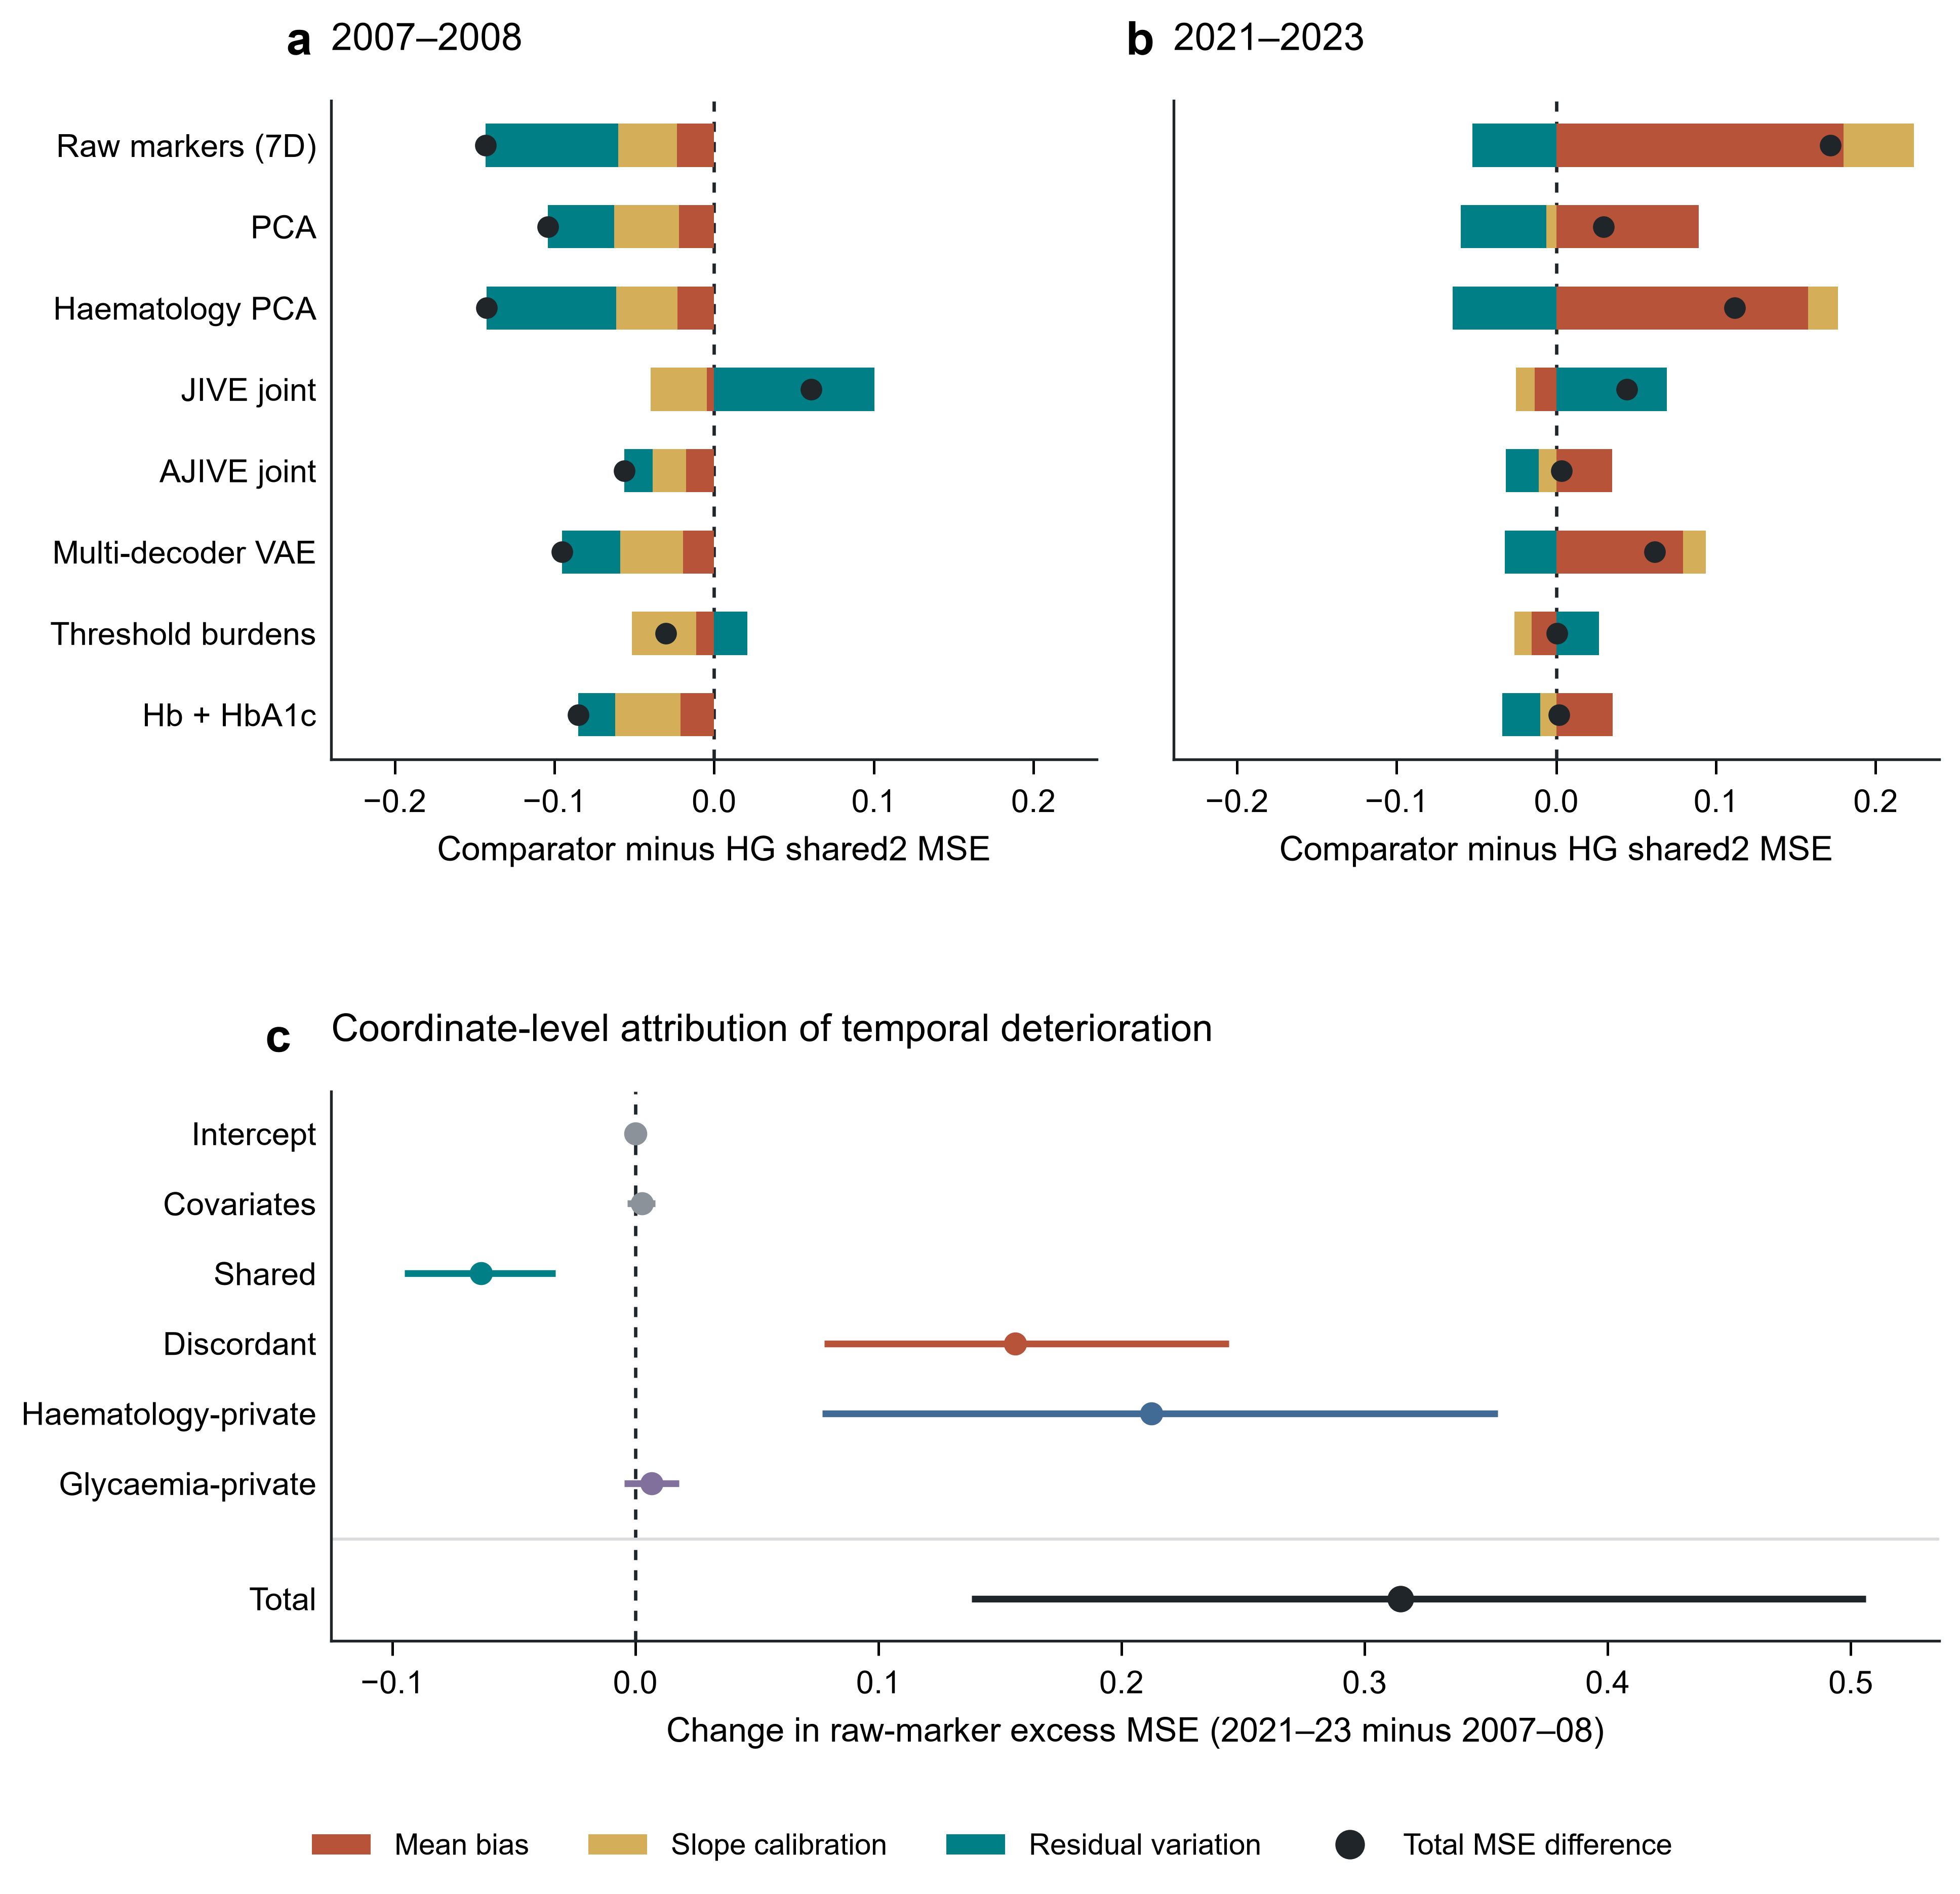 a 2007–2008
b 2021–2023
Raw markers (7D)
PCA
Haematology PCA
JIVE joint
AJIVE joint
Multi-decoder VAE
Threshold burdens
Hb + HbA1c
−0.2 −0.1 0.0 0.1 0.2
−0.2 −0.1 0.0 0.1 0.2
Comparator minus HG shared2 MSE
Comparator minus HG shared2 MSE
c Coordinate-level attribution of temporal deterioration
Intercept
Covariates
Shared
Discordant
Haematology-private
Glycaemia-private
Total
−0.1 0.0 0.1 0.2 0.3 0.4 0.5
Change in raw-marker excess MSE (2021–23 minus 2007–08)
Mean bias Slope calibration Residual variation Total MSE difference